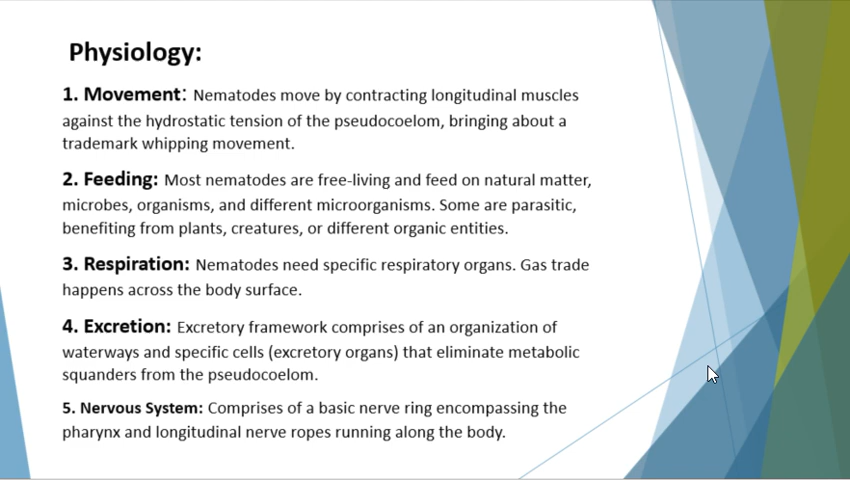 Physiology:
1. Movement: Nematodes move by contracting longitudinal muscles
against the hydrostatic tension of the pseudocoelom, bringing about a
trademark whipping movement.
2. Feeding: Most nematodes are free-living and feed on natural matter,
microbes, organisms, and different microorganisms. Some are parasitic,
benefiting from plants, creatures, or different organic entities.
3. Respiration: Nematodes need specific respiratory organs. Gas trade
happens across the body surface.
4. Excretion: Excretory framework comprises of an organization of
waterways and specific cells (excretory organs) that eliminate metabolic
squanders from the pseudocoelom.
5. Nervous System: Comprises of a basic nerve ring encompassing the
pharynx and longitudinal nerve ropes running along the body.